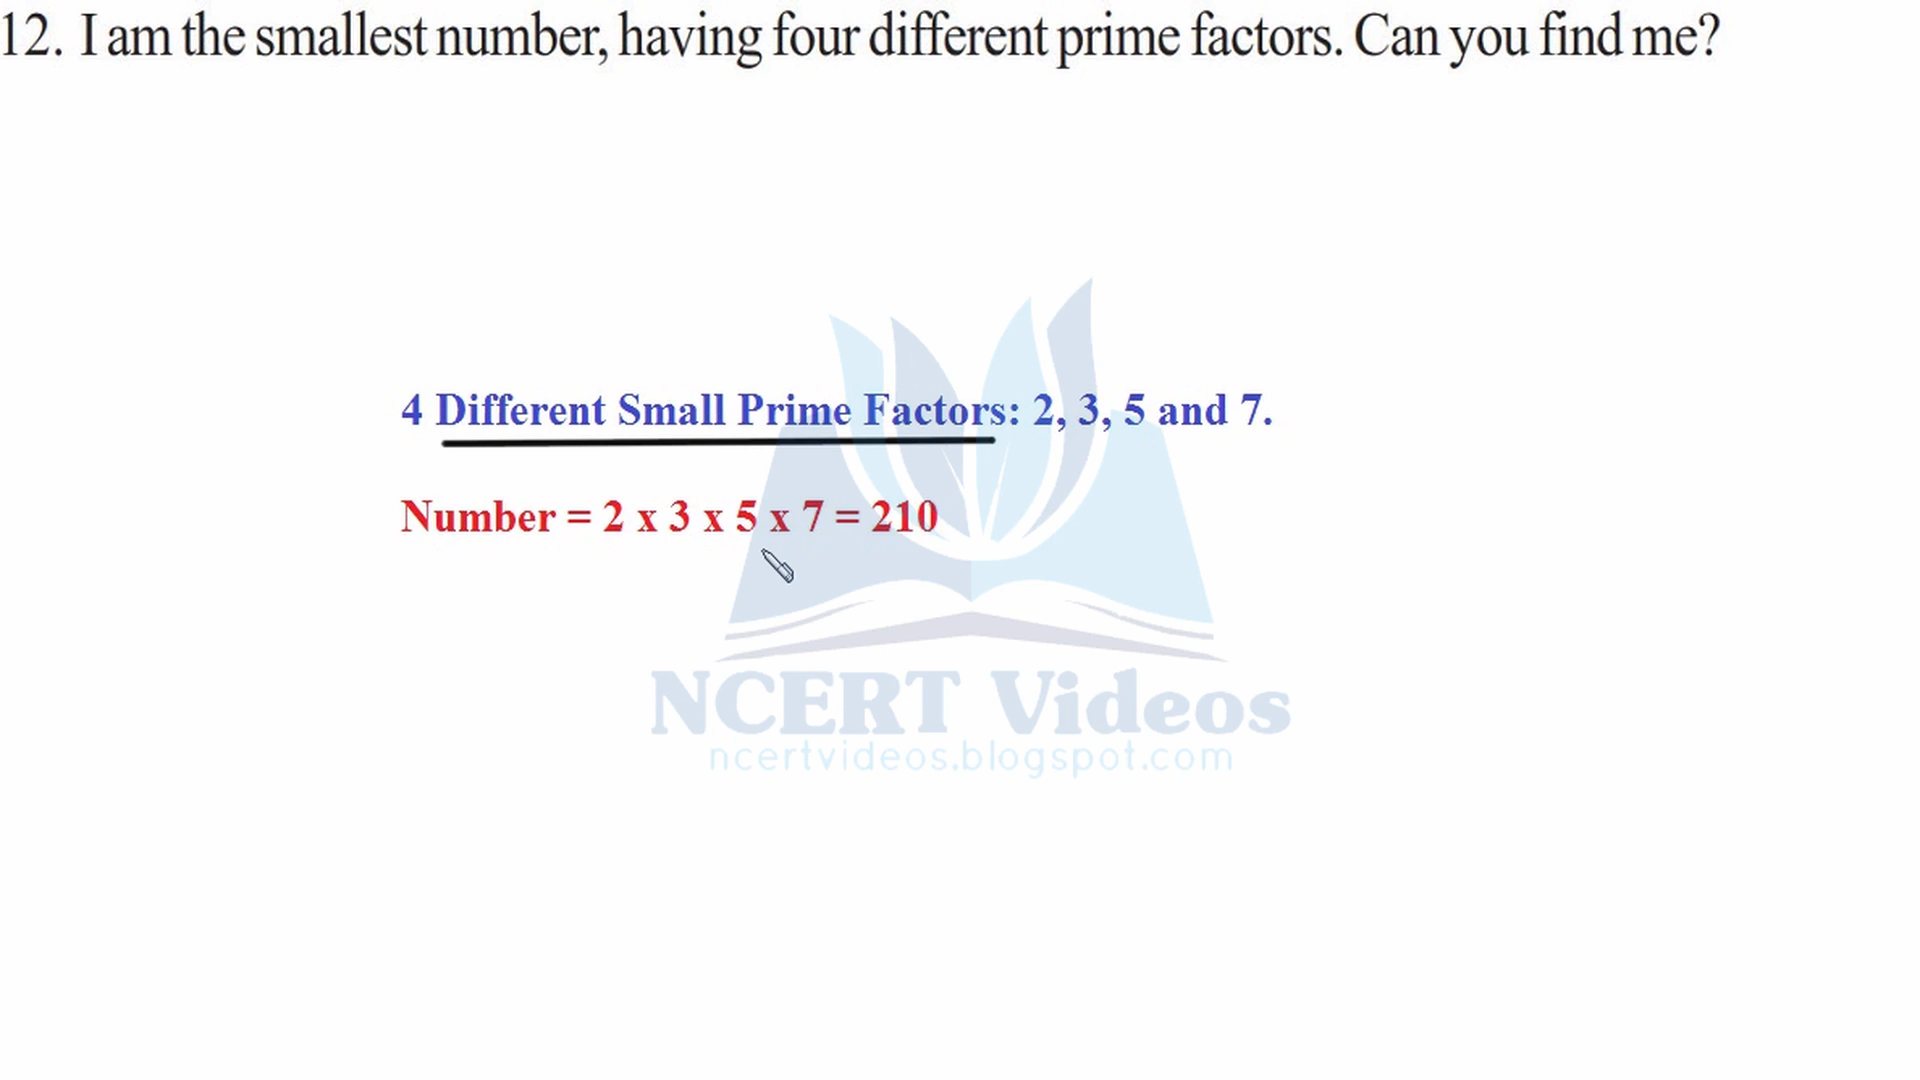 12. I am the smallest number, having four different prime factors. Can you find me?
4 Different Small Prime Factors: 2, 3, 5 and 7.
Number = 2 x 3 x 5 x 7 = 210
NCERT Videos
ncertvideos.blogspot.com